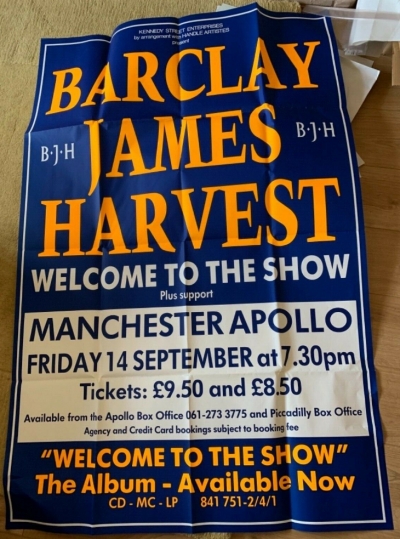 KENNEDY STREET ENTERPRISES
by arrangement with HANDLE ARTISTES
present
BARCLAY
JAMES
B·J·H
B·J·H
HARVEST
WELCOME TO THE SHOW
Plus support
MANCHESTER APOLLO
FRIDAY 14 SEPTEMBER at 7.30pm
Tickets: £9.50 and £8.50
Available from the Apollo Box Office 061-273 3775 and Piccadilly Box Office
Agency and Credit Card bookings subject to booking fee
"WELCOME TO THE SHOW"
The Album - Available Now
CD - MC - LP 841 751-2/4/1